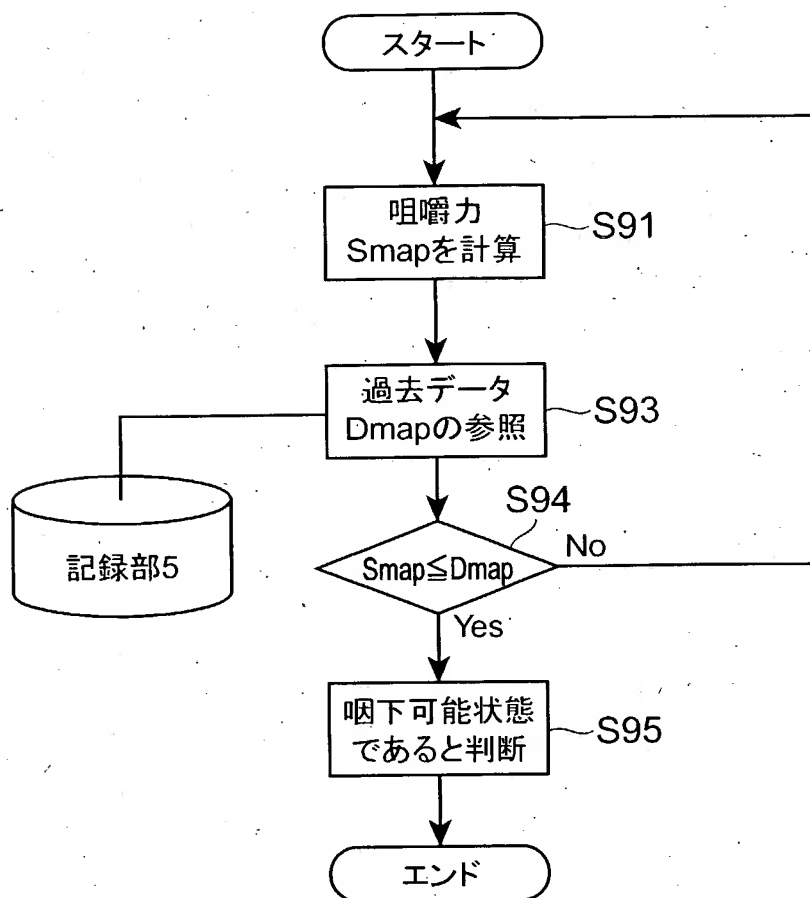 スタート
咀嚼力
Smapを計算
S91
過去データ
Dmapの参照
S93
記録部5
S94
Smap≦Dmap
No
Yes
咽下可能状態
であると判断
S95
エンド